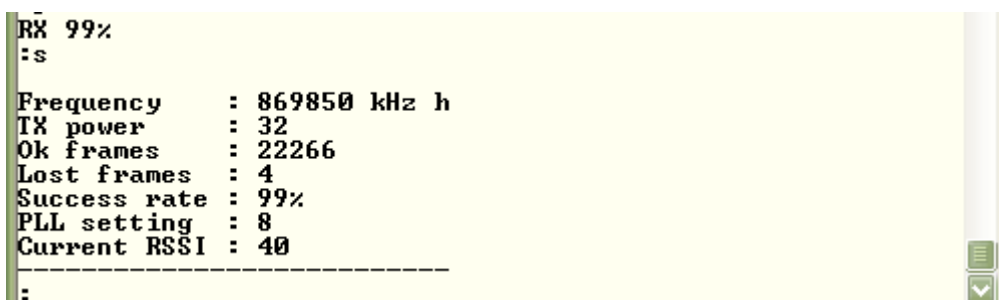 RX 99%
:s
Frequency : 869850 kHz h
TX power : 32
Ok frames : 22266
Lost frames : 4
Success rate : 99%
PLL setting : 8
Current RSSI : 40
---------------------------
: